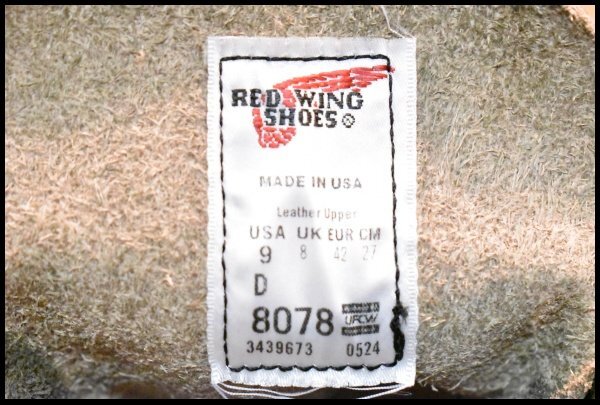 RED WING
SHOES®
MADE IN USA
Leather Upper
USA UK EUR CM
9 8 42 27
D
8078 UFCW
3439673 0524